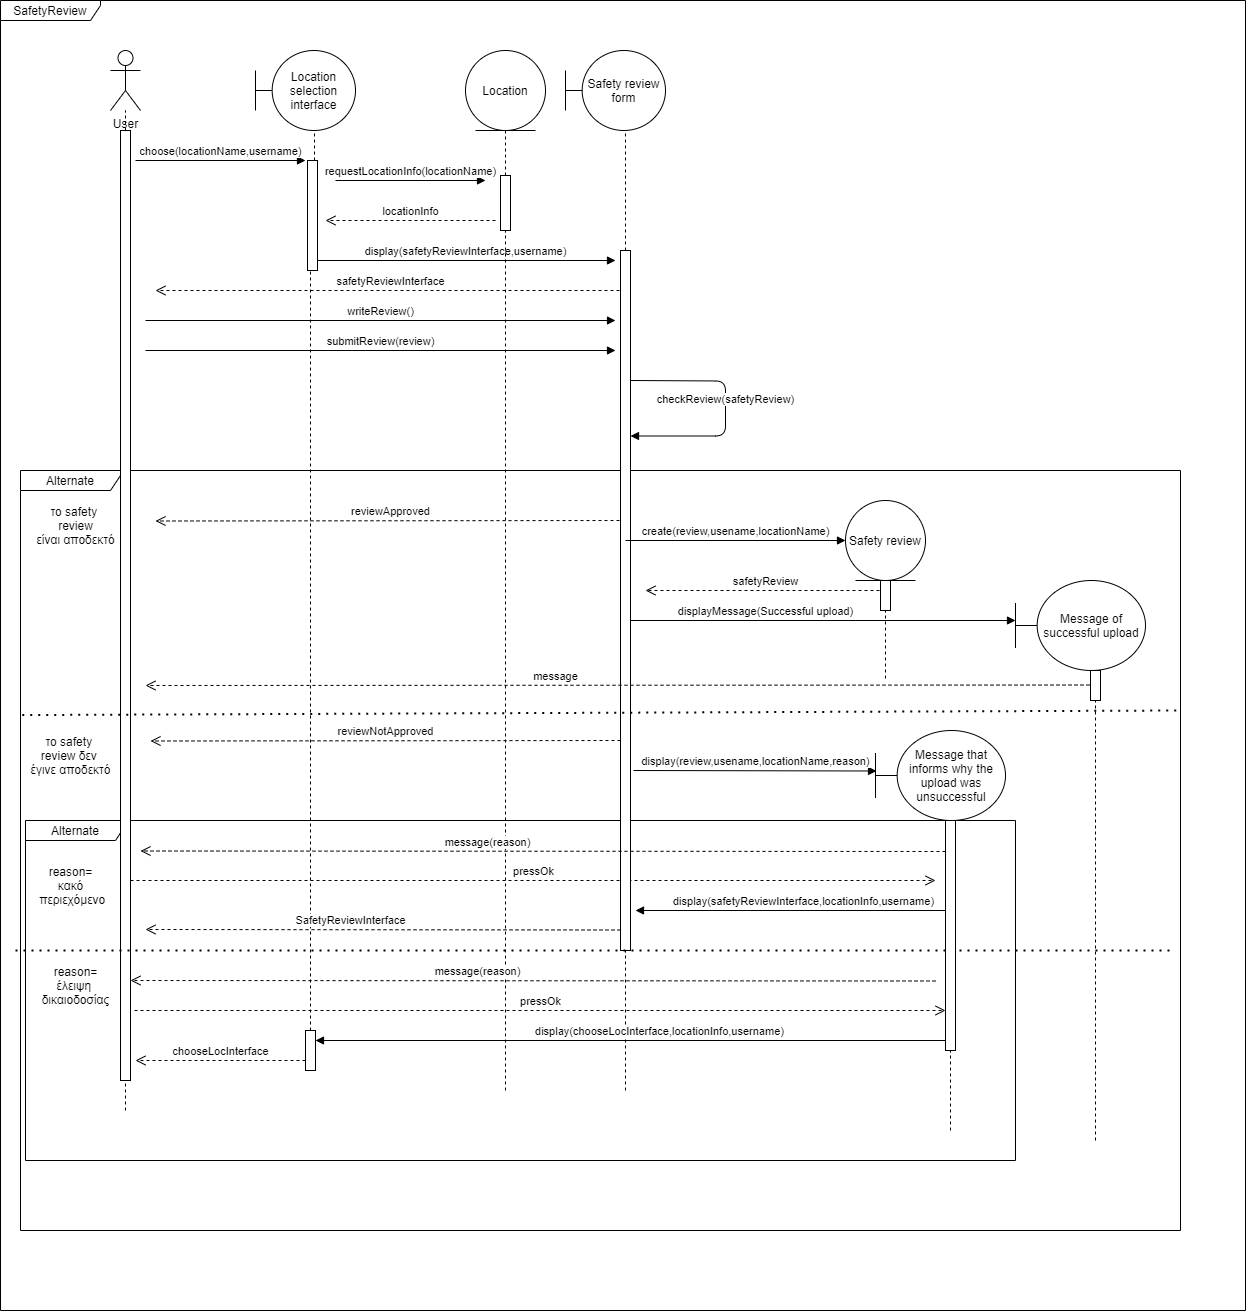 SafetyReview
User
Location
selection
interface
Location
Safety review
form
choose(locationName,username)
requestLocationInfo(locationName)
locationInfo
display(safetyReviewInterface,username)
safetyReviewInterface
writeReview()
submitReview(review)
checkReview(safetyReview)
Alternate
το safety
review
είναι αποδεκτό
reviewApproved
create(review,usename,locationName)
Safety review
safetyReview
displayMessage(Successful upload)
Message of
successful upload
message
το safety
review δεν
έγινε αποδεκτό
reviewNotApproved
display(review,usename,locationName,reason)
Message that
informs why the
upload was
unsuccessful
Alternate
message(reason)
reason=
κακό
περιεχόμενο
pressOk
display(safetyReviewInterface,locationInfo,username)
SafetyReviewInterface
reason=
έλειψη
δικαιοδοσίας
message(reason)
pressOk
display(chooseLocInterface,locationInfo,username)
chooseLocInterface